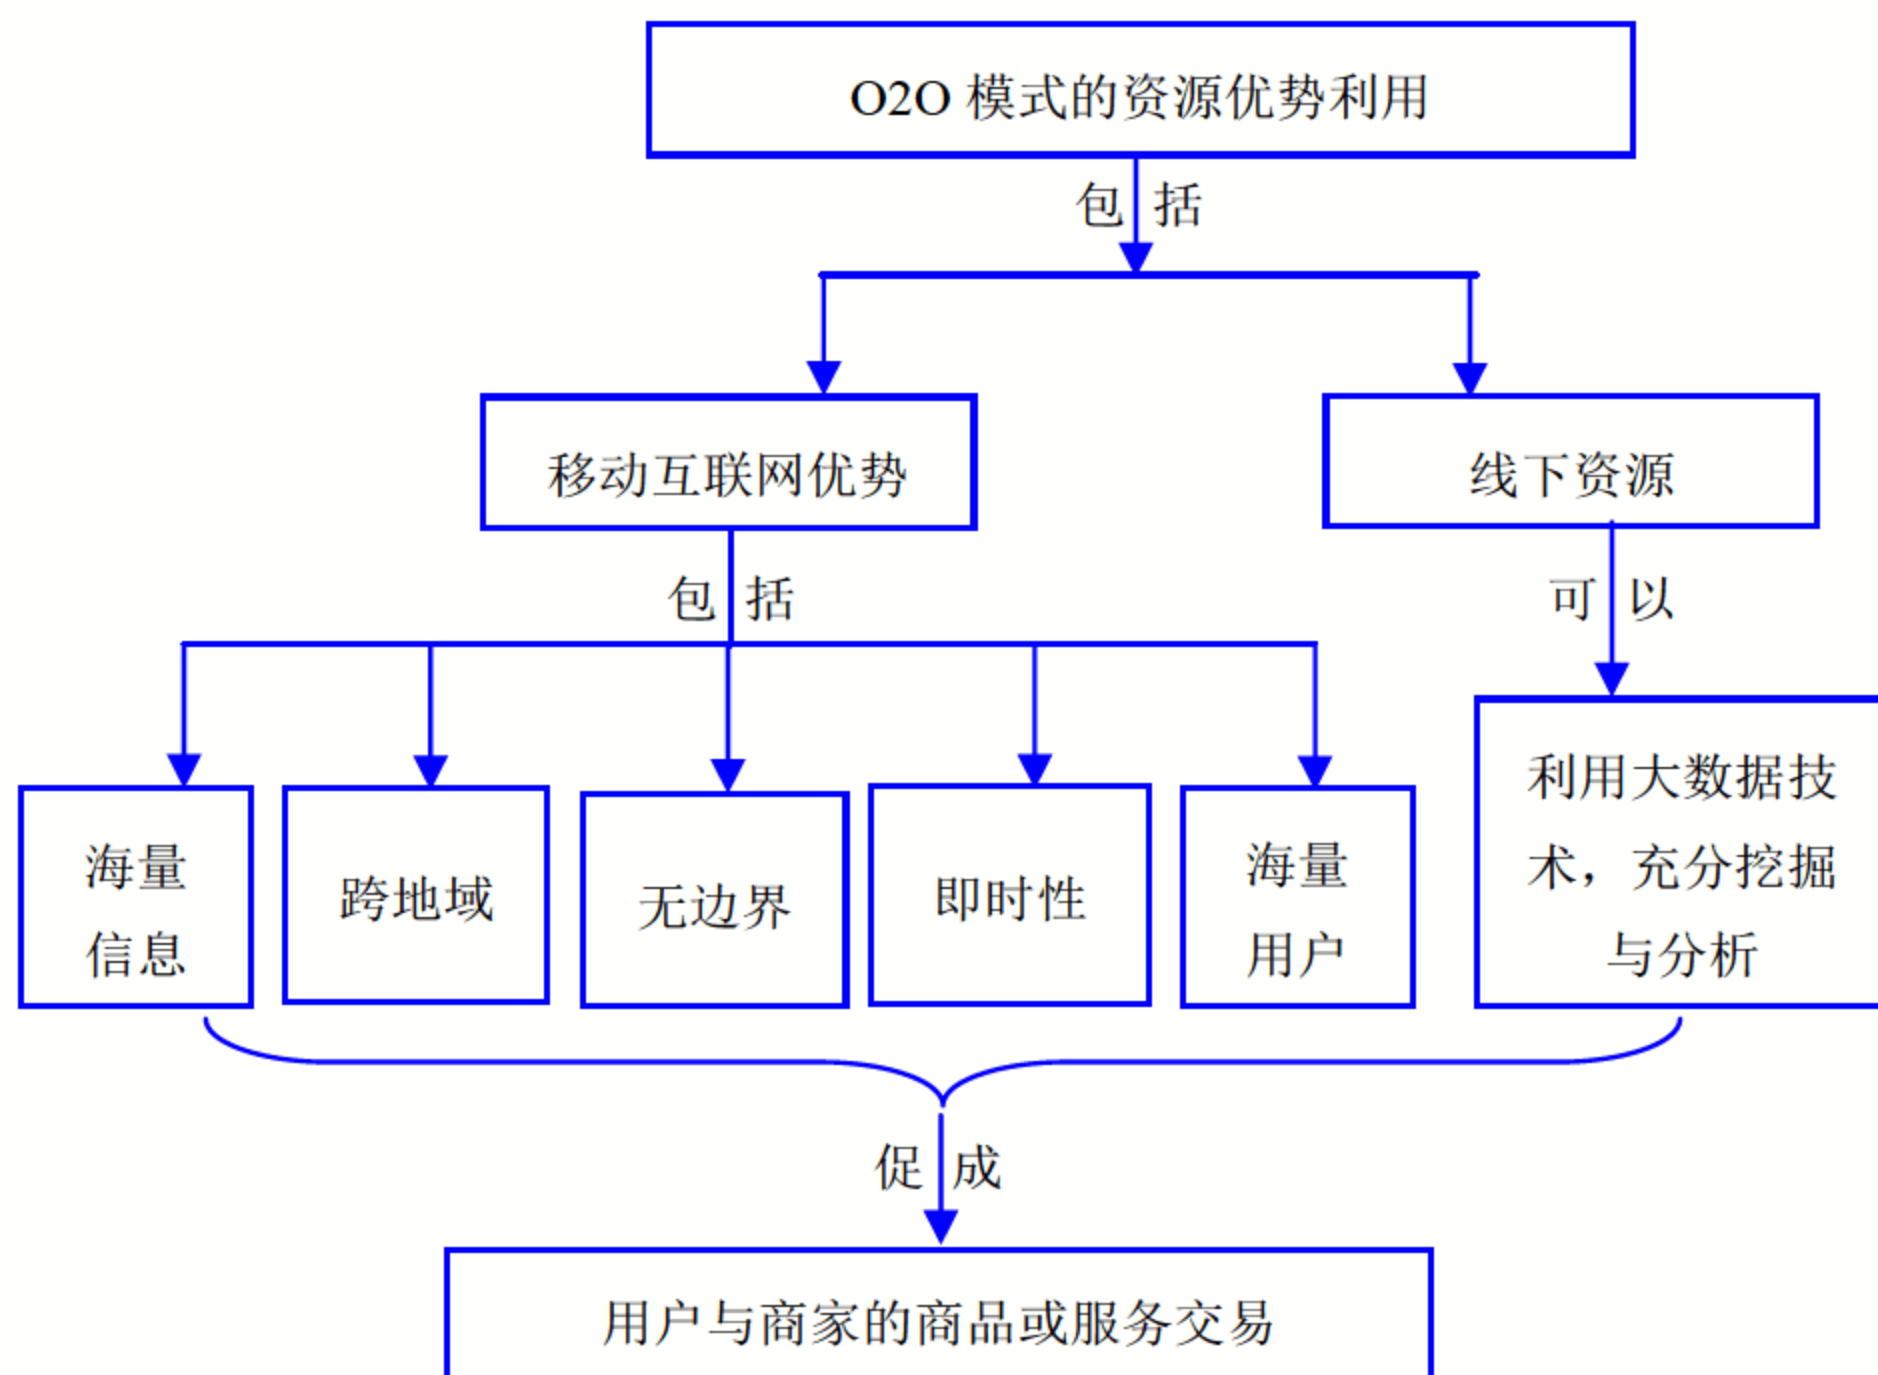 O2O 模式的资源优势利用
包 括
移动互联网优势
线下资源
包 括
可 以
海量
信息
跨地域
无边界
即时性
海量
用户
利用大数据技
术，充分挖掘
与分析
促 成
用户与商家的商品或服务交易